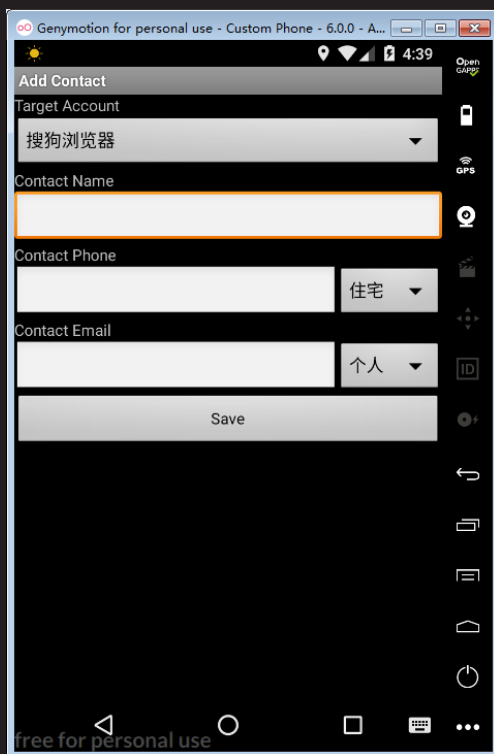 Genymotion for personal use - Custom Phone - 6.0.0 - A...
4:39
Open
GAPPS
Add Contact
Target Account
搜狗浏览器
GPS
Contact Name
Contact Phone
住宅
Contact Email
个人
ID
Save
free for personal use